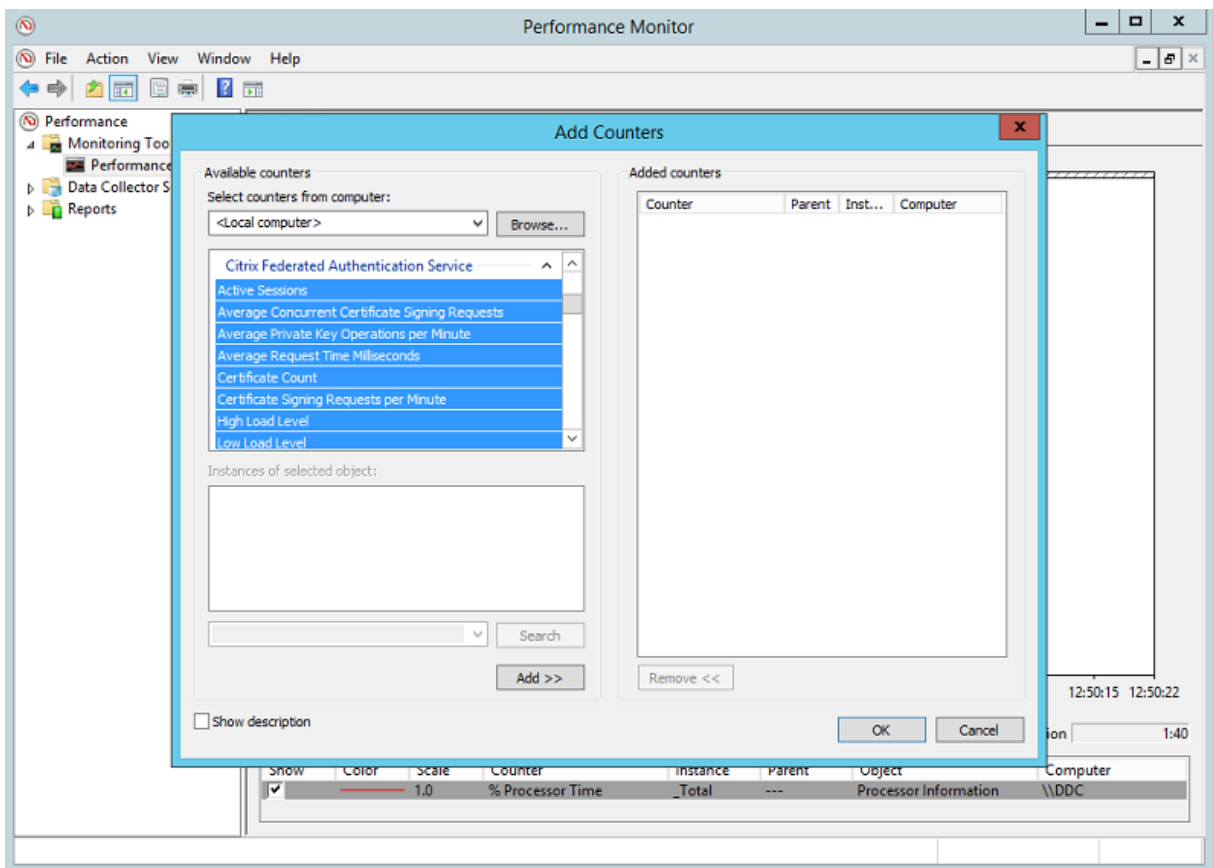 Performance Monitor
File Action View Window Help
Performance
Monitoring Too
Performance
Data Collector S
Reports
Add Counters
Available counters
Select counters from computer:
<Local computer>
Browse...
Citrix Federated Authentication Service
Active Sessions
Average Concurrent Certificate Signing Requests
Average Private Key Operations per Minute
Average Request Time Milliseconds
Certificate Count
Certificate Signing Requests per Minute
High Load Level
Low Load Level
Instances of selected object:
Search
Add >>
Show description
Added counters
Counter Parent Inst... Computer
Remove <<
OK Cancel
12:50:15 12:50:22
ion 1:40
Show Color Scale Counter Instance Parent Object Computer
1.0 % Processor Time _Total --- Processor Information \\DDC